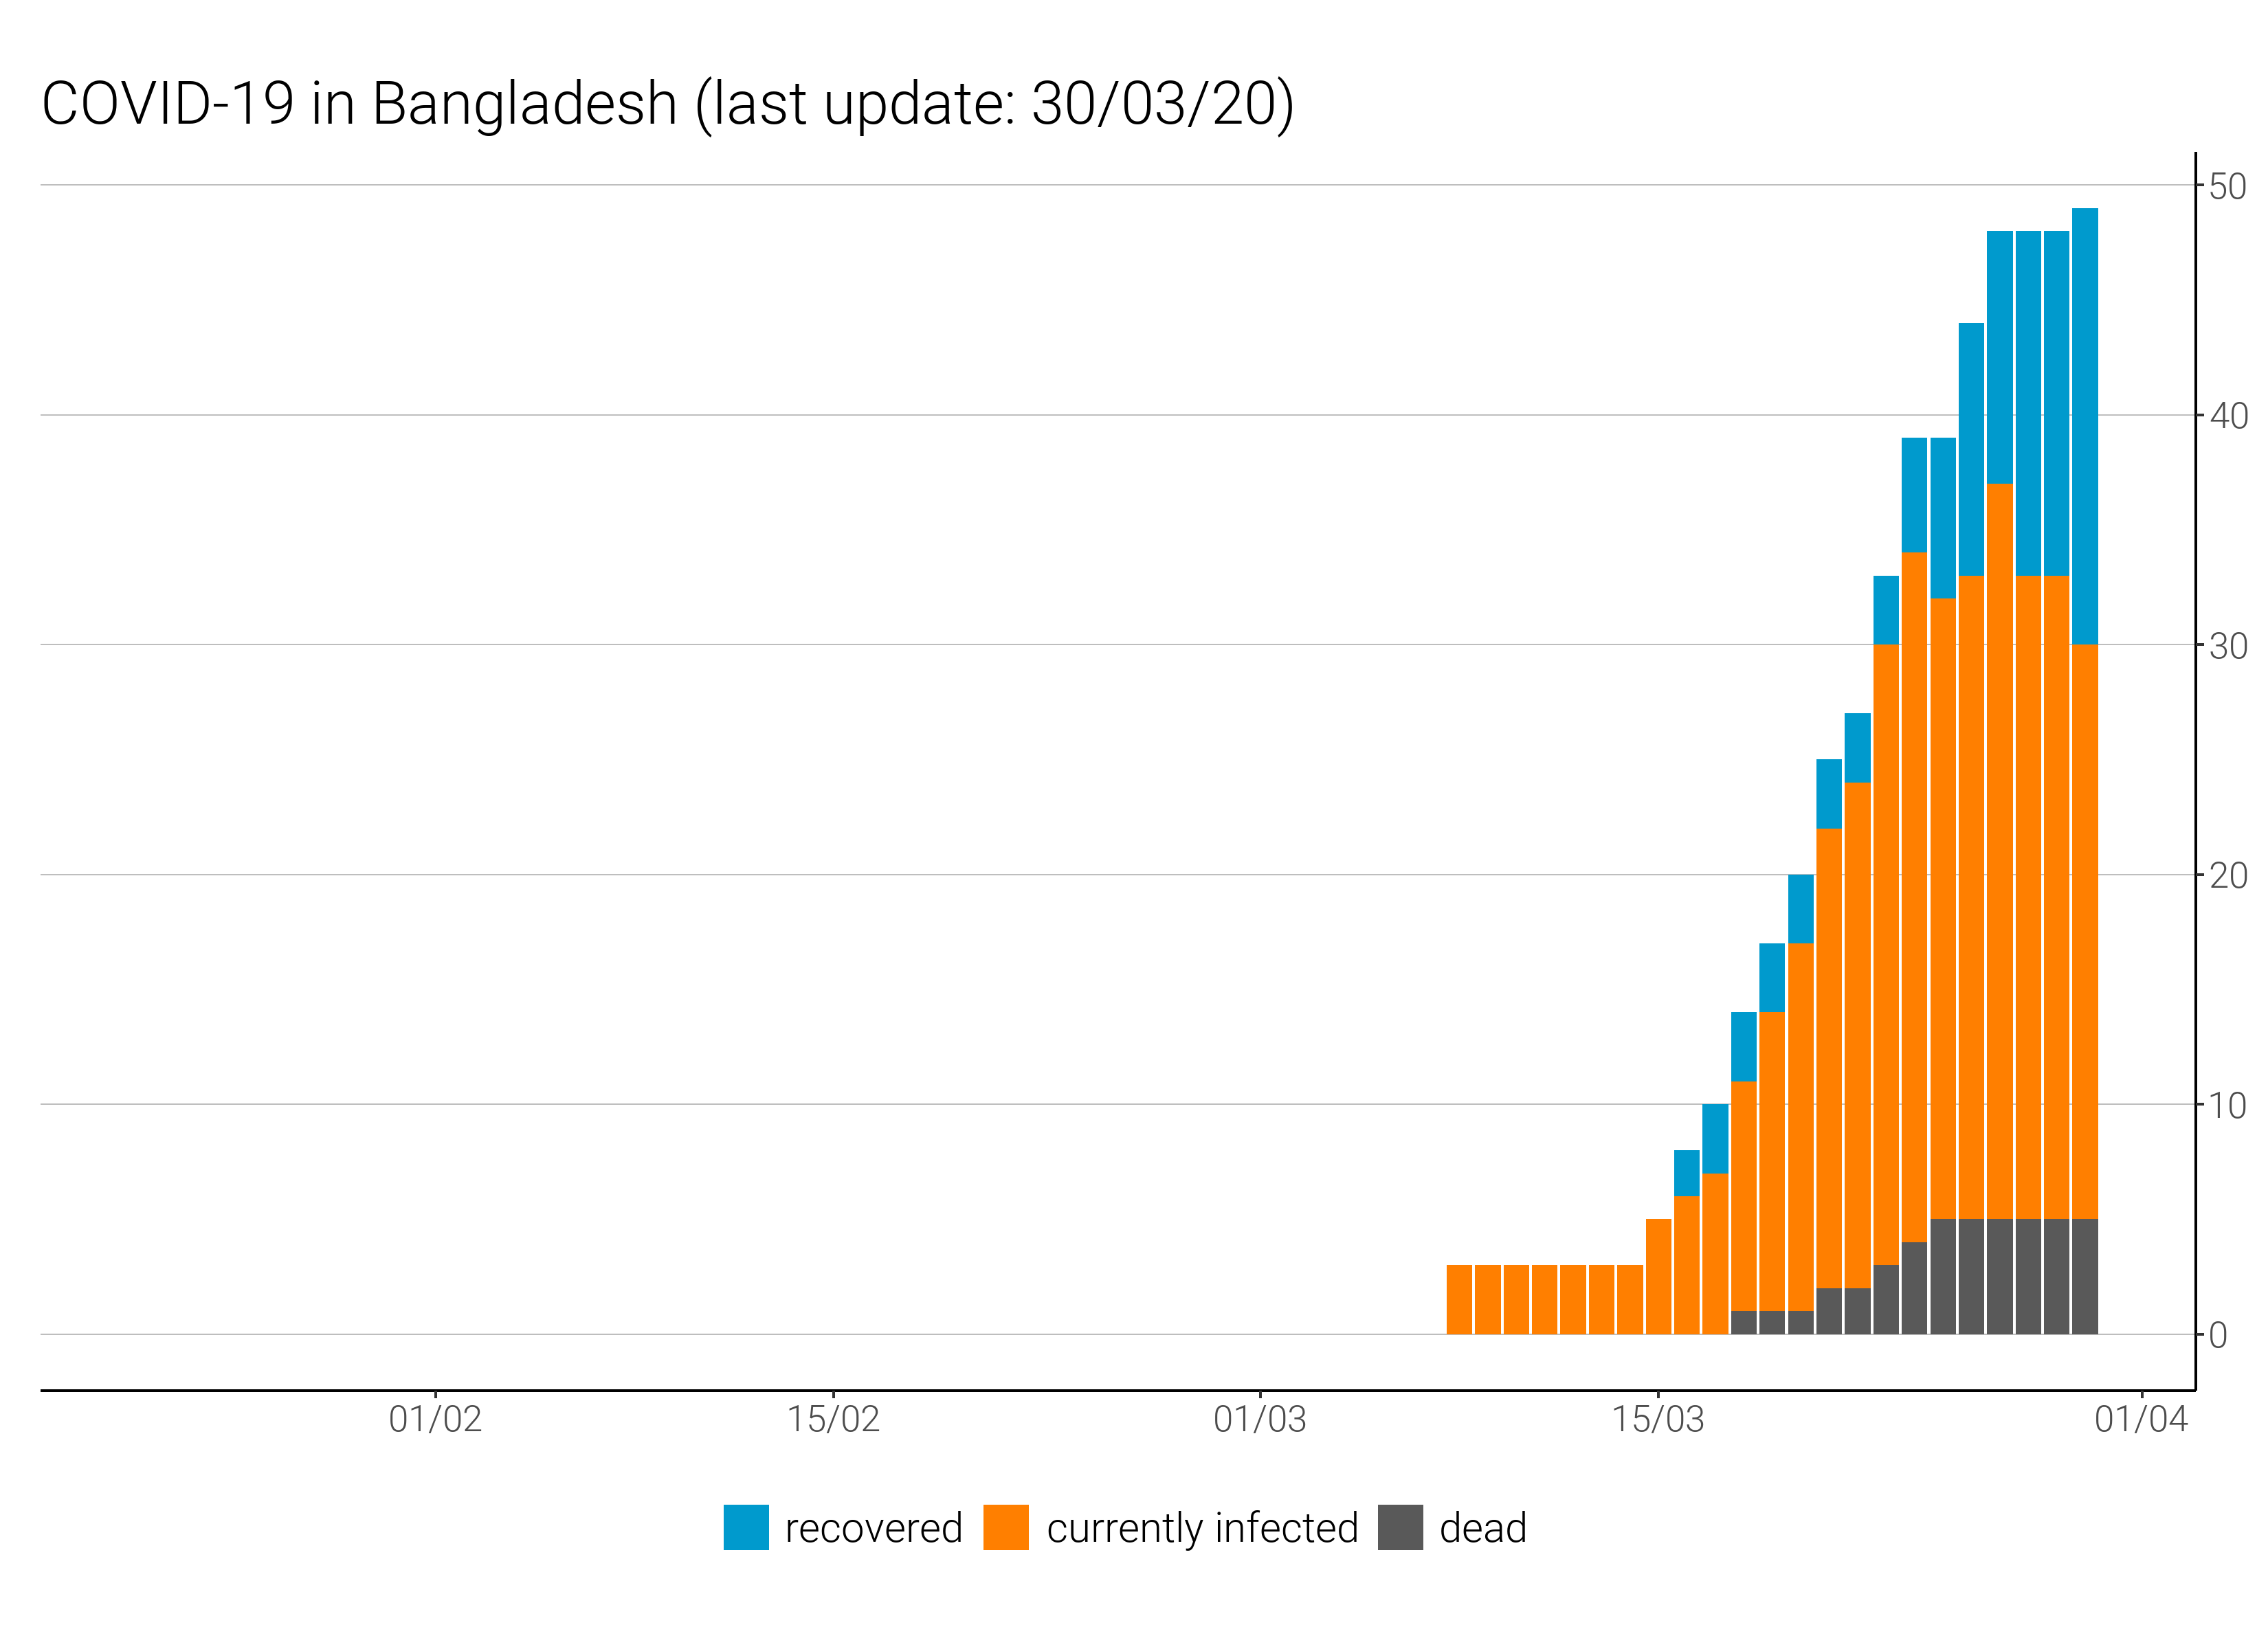 COVID-19 in Bangladesh (last update: 30/03/20)
50
40
30
20
10
0
01/02 15/02 01/03 15/03 01/04
recovered currently infected dead